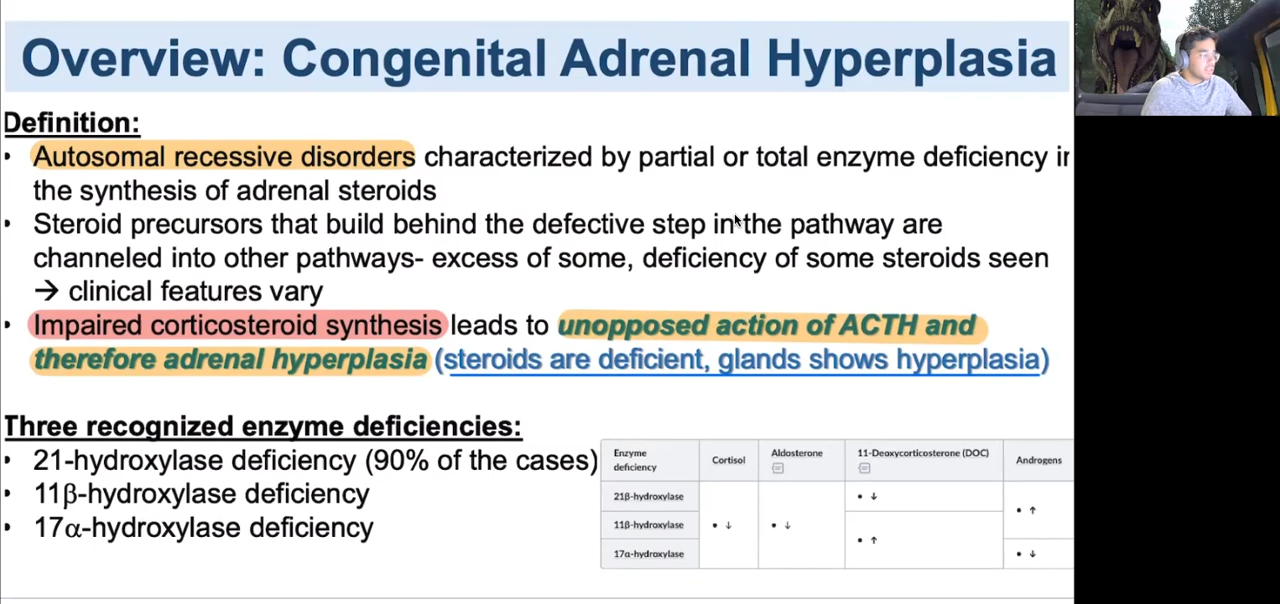 Overview: Congenital Adrenal Hyperplasia
Definition:
• Autosomal recessive disorders characterized by partial or total enzyme deficiency in
the synthesis of adrenal steroids
• Steroid precursors that build behind the defective step in the pathway are
channeled into other pathways- excess of some, deficiency of some steroids seen
→ clinical features vary
• Impaired corticosteroid synthesis leads to unopposed action of ACTH and
therefore adrenal hyperplasia (steroids are deficient, glands shows hyperplasia)
Three recognized enzyme deficiencies:
• 21-hydroxylase deficiency (90% of the cases)
• 11β-hydroxylase deficiency
• 17α-hydroxylase deficiency
Enzyme deficiency Cortisol Aldosterone 11-Deoxycorticosterone (DOC) Androgens
21β-hydroxylase • ↓ • ↑
11β-hydroxylase • ↓ • ↓ • ↑
17α-hydroxylase • ↓